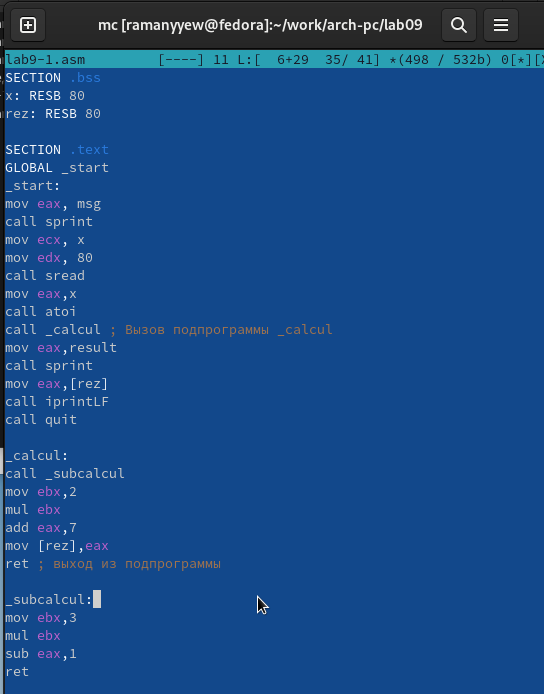 mc [ramanyyew@fedora]:~/work/arch-pc/lab09
lab9-1.asm [----] 11 L:[ 6+29 35/ 41] *(498 / 532b) 0[*][X
SECTION .bss
x: RESB 80
rez: RESB 80
SECTION .text
GLOBAL _start
_start:
mov eax, msg
call sprint
mov ecx, x
mov edx, 80
call sread
mov eax,x
call atoi
call _calcul ; Вызов подпрограммы _calcul
mov eax,result
call sprint
mov eax,[rez]
call iprintLF
call quit
_calcul:
call _subcalcul
mov ebx,2
mul ebx
add eax,7
mov [rez],eax
ret ; выход из подпрограммы
_subcalcul:
mov ebx,3
mul ebx
sub eax,1
ret